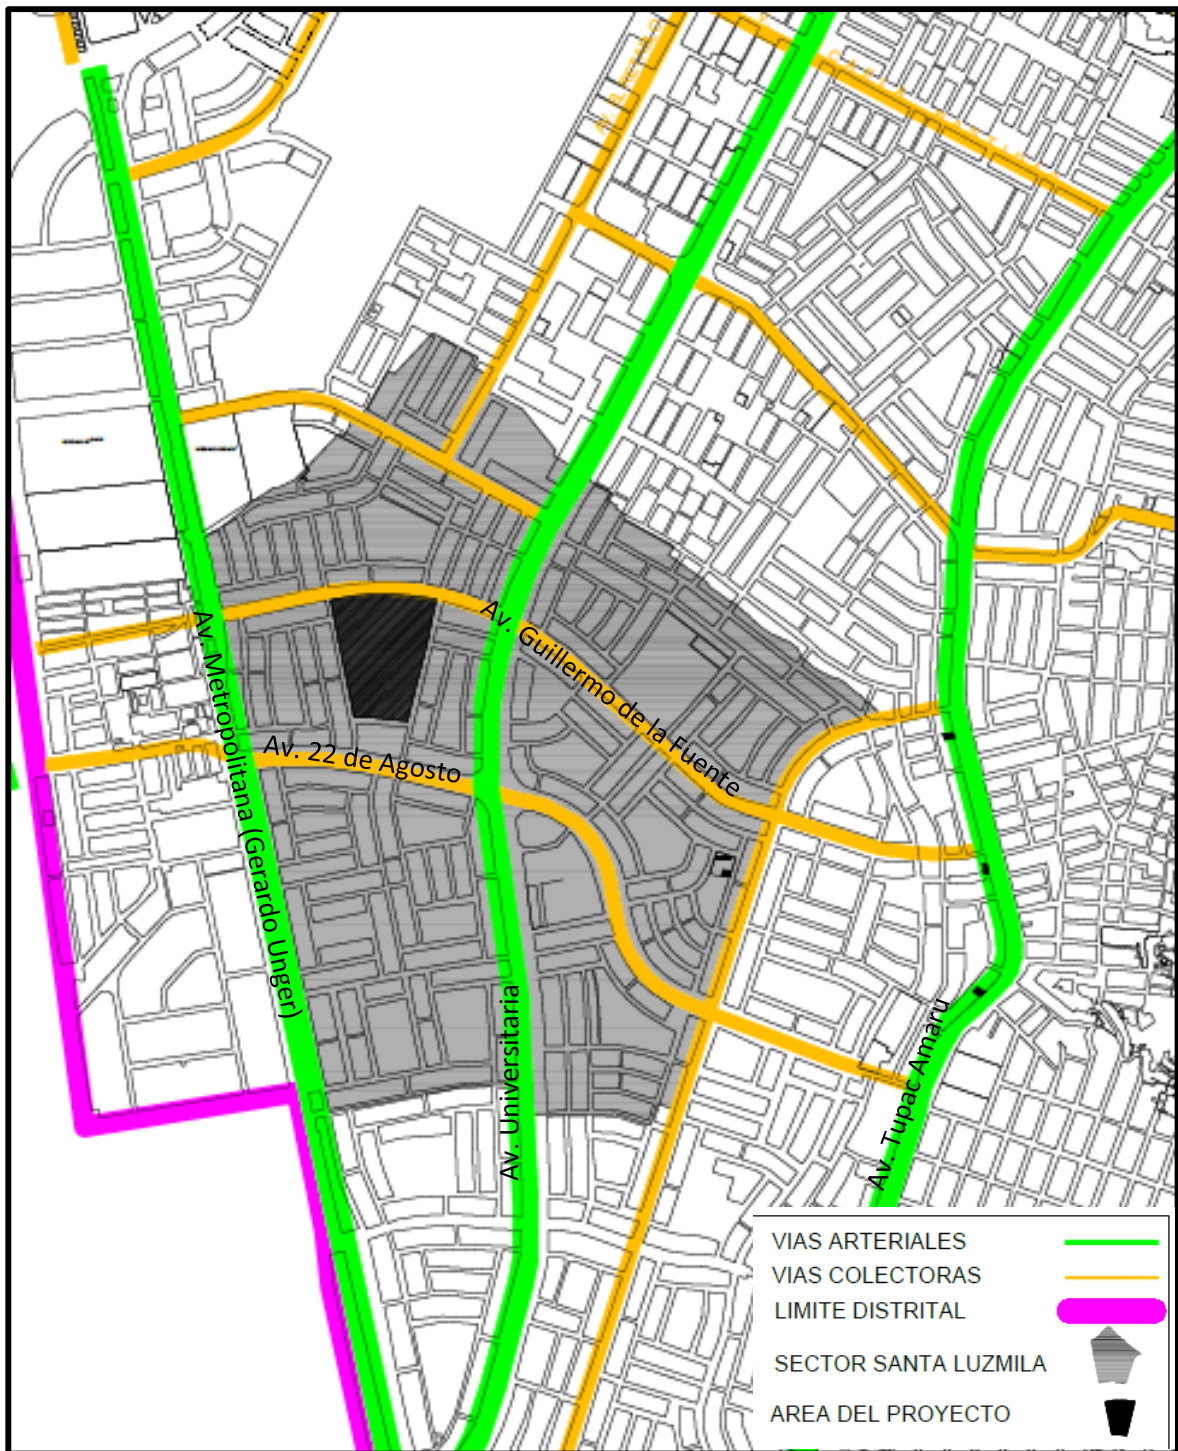 Av. Guillermo de la Fuente
Av. Metropolitana (Gerardo Unger)
Av. 22 de Agosto
Av. Universitaria
Av. Tupac Amaru
VIAS ARTERIALES
VIAS COLECTORAS
LIMITE DISTRITAL
SECTOR SANTA LUZMILA
AREA DEL PROYECTO